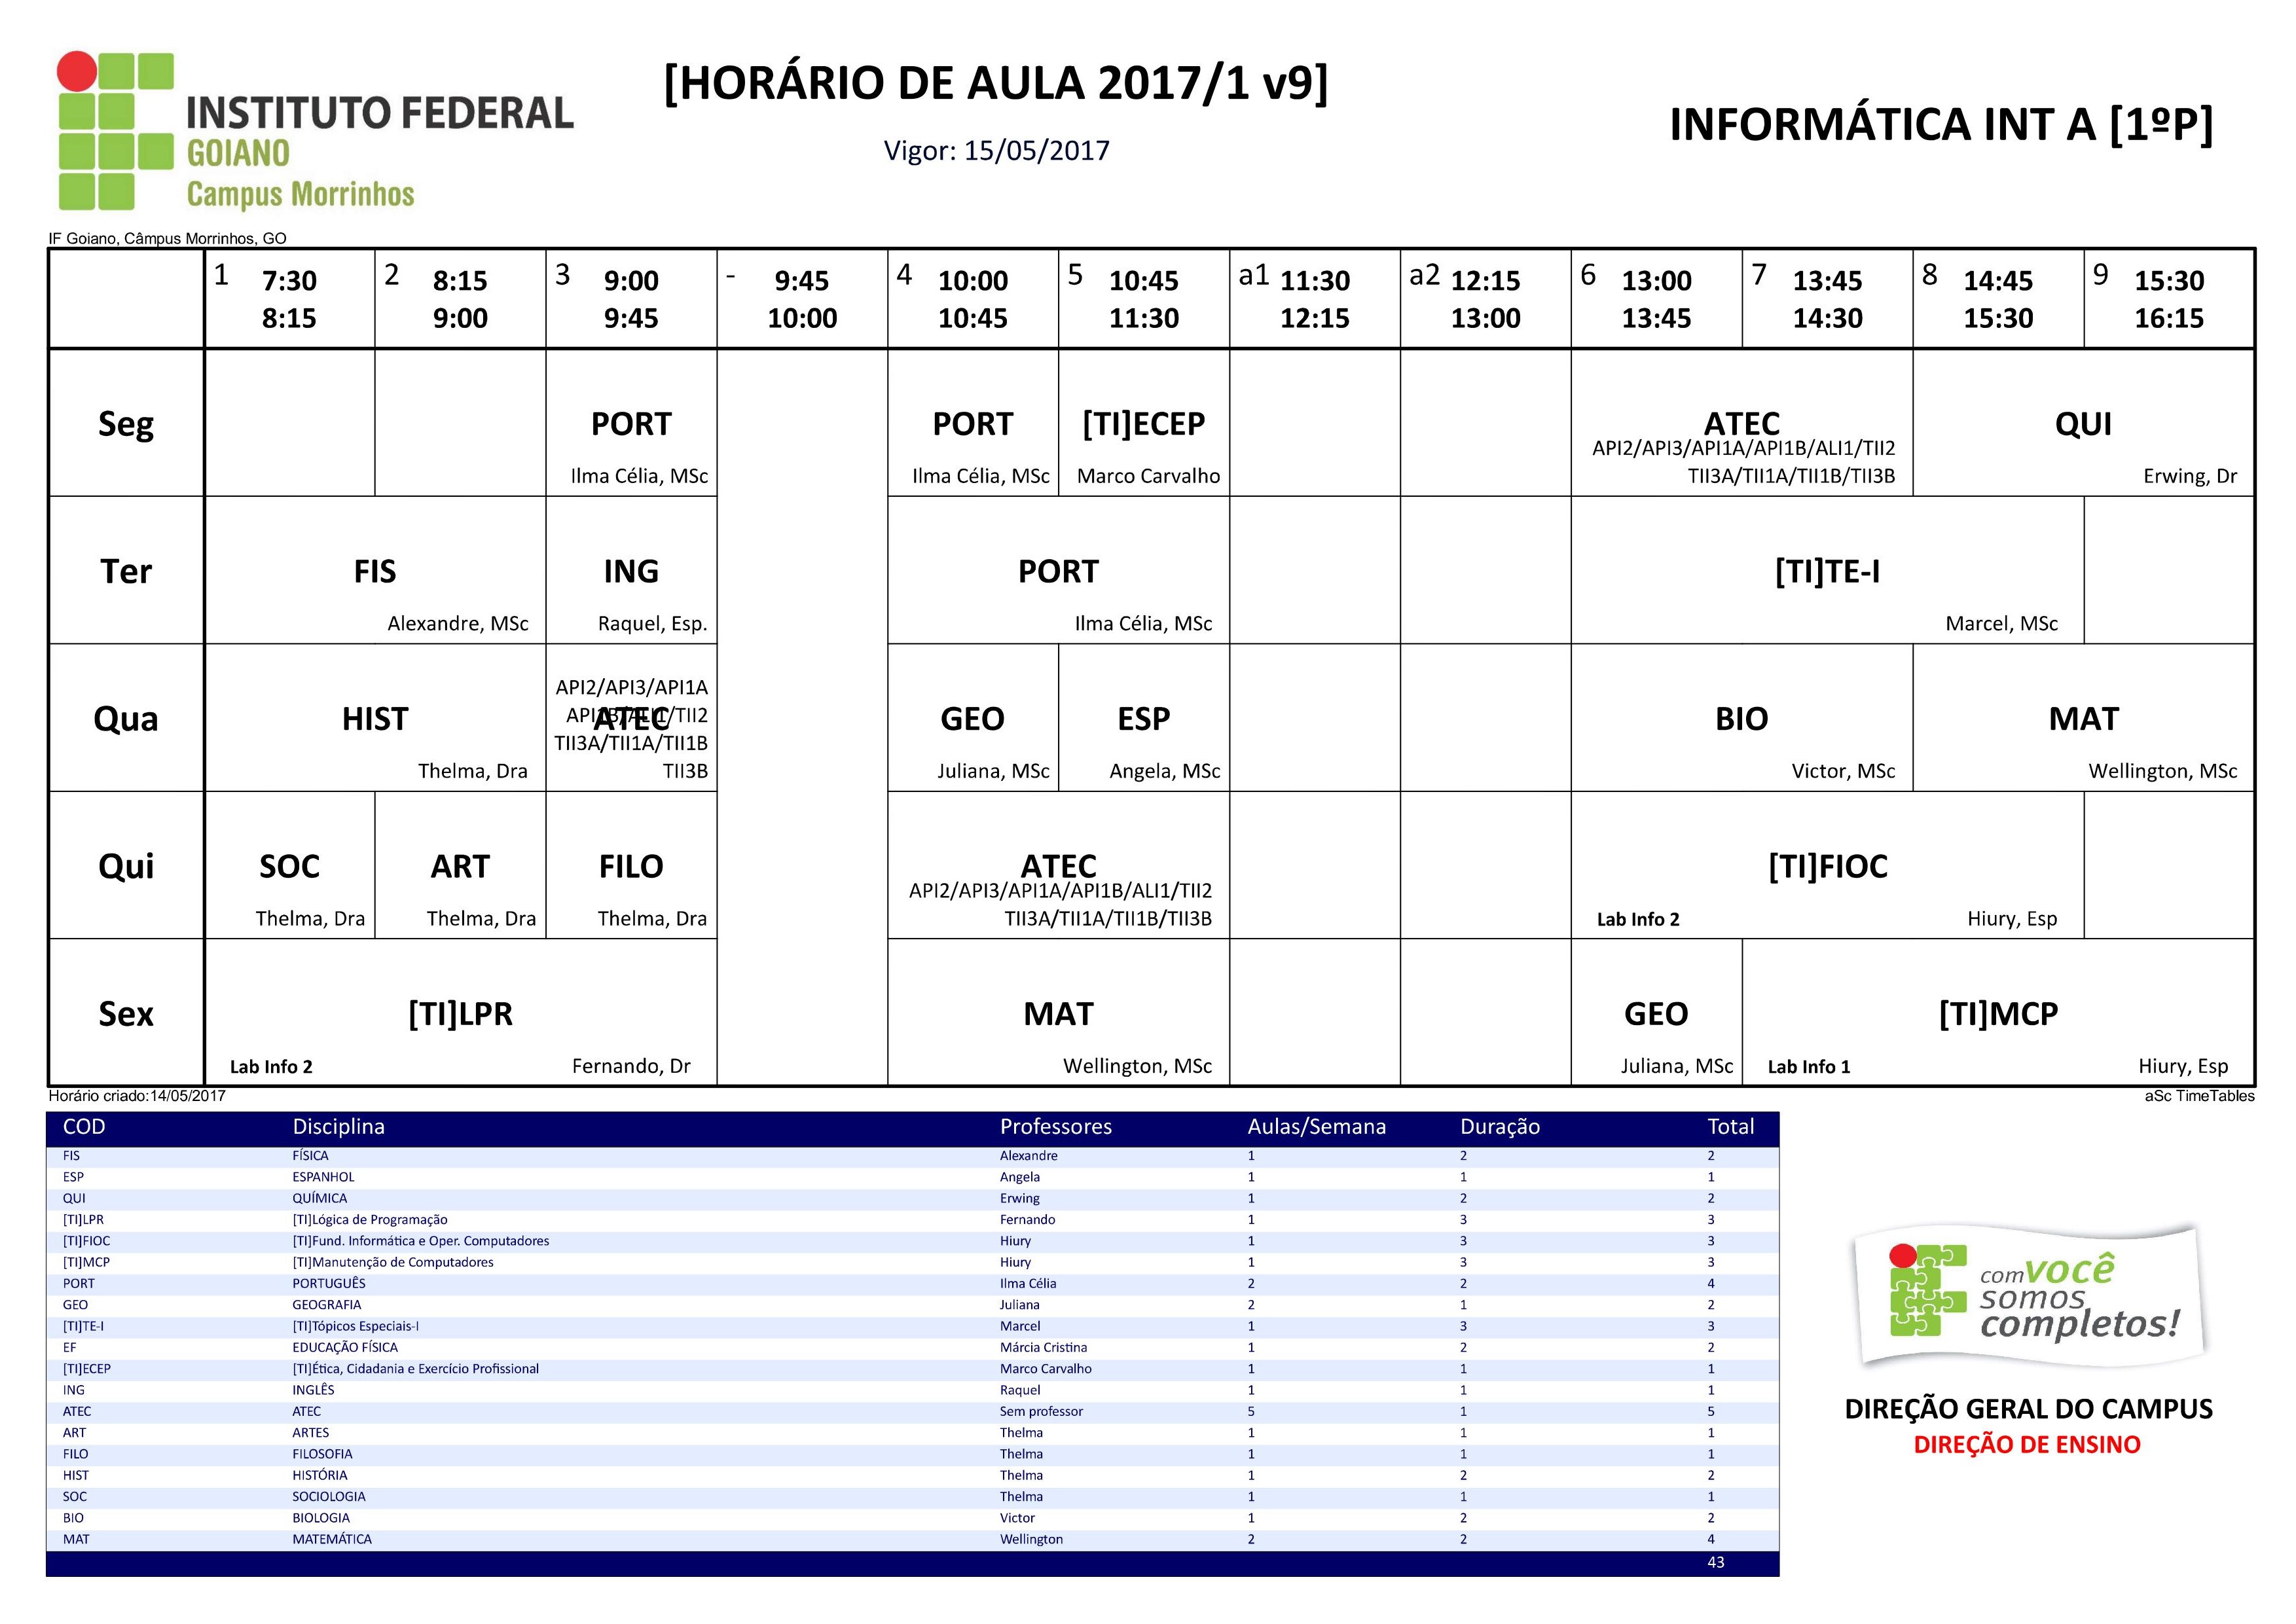 INSTITUTO FEDERAL
GOIANO
Campus Morrinhos
[HORÁRIO DE AULA 2017/1 v9]
Vigor: 15/05/2017
INFORMÁTICA INT A [1ºP]
IF Goiano, Câmpus Morrinhos, GO
1 7:30 8:15
2 8:15 9:00
3 9:00 9:45
- 9:45 10:00
4 10:00 10:45
5 10:45 11:30
a1 11:30 12:15
a2 12:15 13:00
6 13:00 13:45
7 13:45 14:30
8 14:45 15:30
9 15:30 16:15
Seg
PORT
Ilma Célia, MSc
PORT
Ilma Célia, MSc
[TI]ECEP
Marco Carvalho
ATEC
API2/API3/API1A/API1B/ALI1/TII2
TII3A/TII1A/TII1B/TII3B
QUI
Erwing, Dr
Ter
FIS
Alexandre, MSc
ING
Raquel, Esp.
PORT
Ilma Célia, MSc
[TI]TE-I
Marcel, MSc
Qua
HIST
Thelma, Dra
API2/API3/API1A
API1B/ALI1/TII2
ATEC
TII3A/TII1A/TII1B
TII3B
GEO
Juliana, MSc
ESP
Angela, MSc
BIO
Victor, MSc
MAT
Wellington, MSc
Qui
SOC
Thelma, Dra
ART
Thelma, Dra
FILO
Thelma, Dra
ATEC
API2/API3/API1A/API1B/ALI1/TII2
TII3A/TII1A/TII1B/TII3B
[TI]FIOC
Lab Info 2 Hiury, Esp
Sex
[TI]LPR
Lab Info 2 Fernando, Dr
MAT
Wellington, MSc
GEO
Juliana, MSc
[TI]MCP
Lab Info 1 Hiury, Esp
Horário criado:14/05/2017
aSc TimeTables
COD Disciplina Professores Aulas/Semana Duração Total
FIS FÍSICA Alexandre 1 2 2
ESP ESPANHOL Angela 1 1 1
QUI QUÍMICA Erwing 1 2 2
[TI]LPR [TI]Lógica de Programação Fernando 1 3 3
[TI]FIOC [TI]Fund. Informática e Oper. Computadores Hiury 1 3 3
[TI]MCP [TI]Manutenção de Computadores Hiury 1 3 3
PORT PORTUGUÊS Ilma Célia 2 2 4
GEO GEOGRAFIA Juliana 2 1 2
[TI]TE-I [TI]Tópicos Especiais-I Marcel 1 3 3
EF EDUCAÇÃO FÍSICA Márcia Cristina 1 2 2
[TI]ECEP [TI]Ética, Cidadania e Exercício Profissional Marco Carvalho 1 1 1
ING INGLÊS Raquel 1 1 1
ATEC ATEC Sem professor 5 1 5
ART ARTES Thelma 1 1 1
FILO FILOSOFIA Thelma 1 1 1
HIST HISTÓRIA Thelma 1 2 2
SOC SOCIOLOGIA Thelma 1 1 1
BIO BIOLOGIA Victor 1 2 2
MAT MATEMÁTICA Wellington 2 2 4
43
com você
somos
completos!
DIREÇÃO GERAL DO CAMPUS
DIREÇÃO DE ENSINO